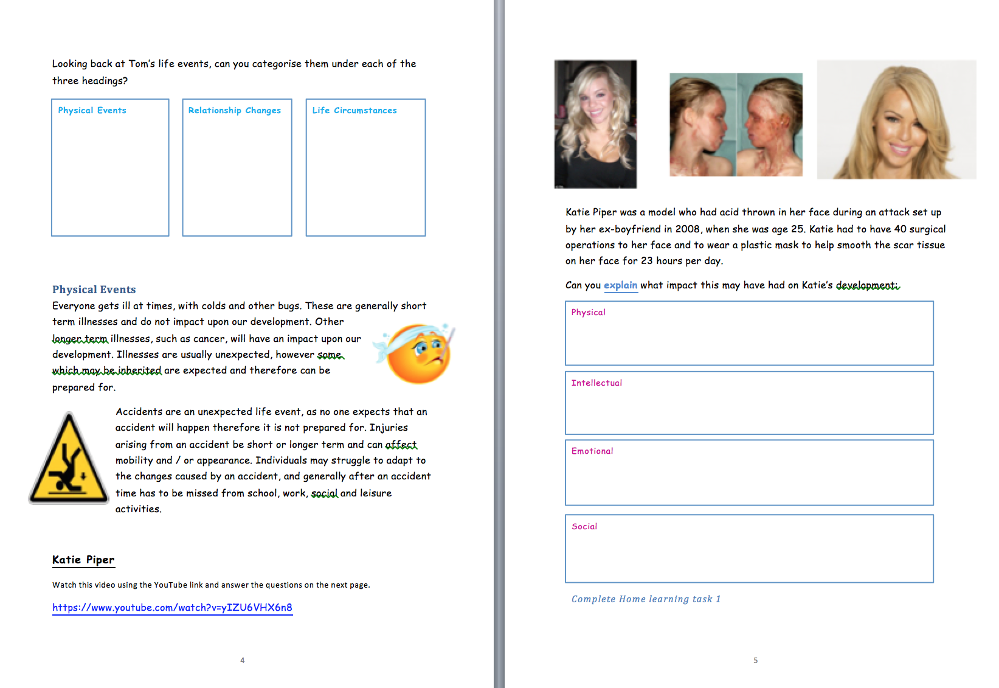 Looking back at Tom's life events, can you categorise them under each of the
three headings?
Physical Events
Relationship Changes
Life Circumstances
Physical Events
Everyone gets ill at times, with colds and other bugs. These are generally short
term illnesses and do not impact upon our development. Other
longer term illnesses, such as cancer, will have an impact upon our
development. Illnesses are usually unexpected, however some
which may be inherited are expected and therefore can be
prepared for.
Accidents are an unexpected life event, as no one expects that an
accident will happen therefore it is not prepared for. Injuries
arising from an accident be short or longer term and can affect
mobility and / or appearance. Individuals may struggle to adapt to
the changes caused by an accident, and generally after an accident
time has to be missed from school, work, social and leisure
activities.
Katie Piper
Watch this video using the YouTube link and answer the questions on the next page.
https://www.youtube.com/watch?v=yIZU6VHX6n8
4
Katie Piper was a model who had acid thrown in her face during an attack set up
by her ex-boyfriend in 2008, when she was age 25. Katie had to have 40 surgical
operations to her face and to wear a plastic mask to help smooth the scar tissue
on her face for 23 hours per day.
Can you explain what impact this may have had on Katie's development:
Physical
Intellectual
Emotional
Social
Complete Home learning task 1
5